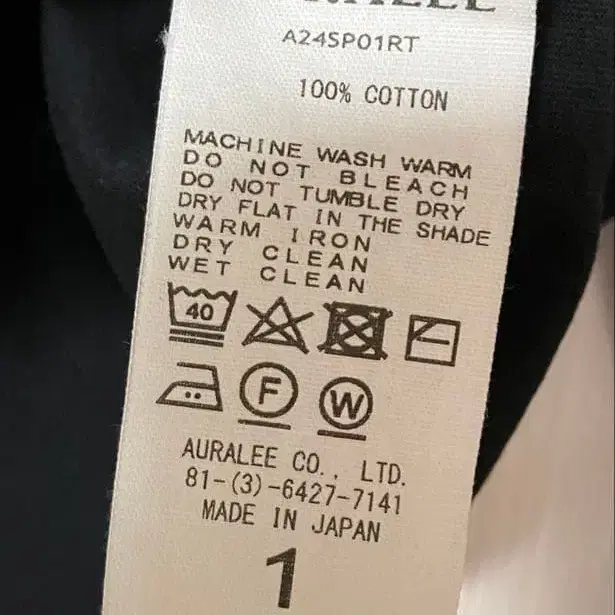 A24SP01RT
100% COTTON
MACHINE WASH WARM
DO NOT BLEACH
DO NOT TUMBLE DRY
DRY FLAT IN THE SHADE
WARM IRON
DRY CLEAN
WET CLEAN
40
F W
AURALEE CO., LTD.
81-(3)-6427-7141
MADE IN JAPAN
1